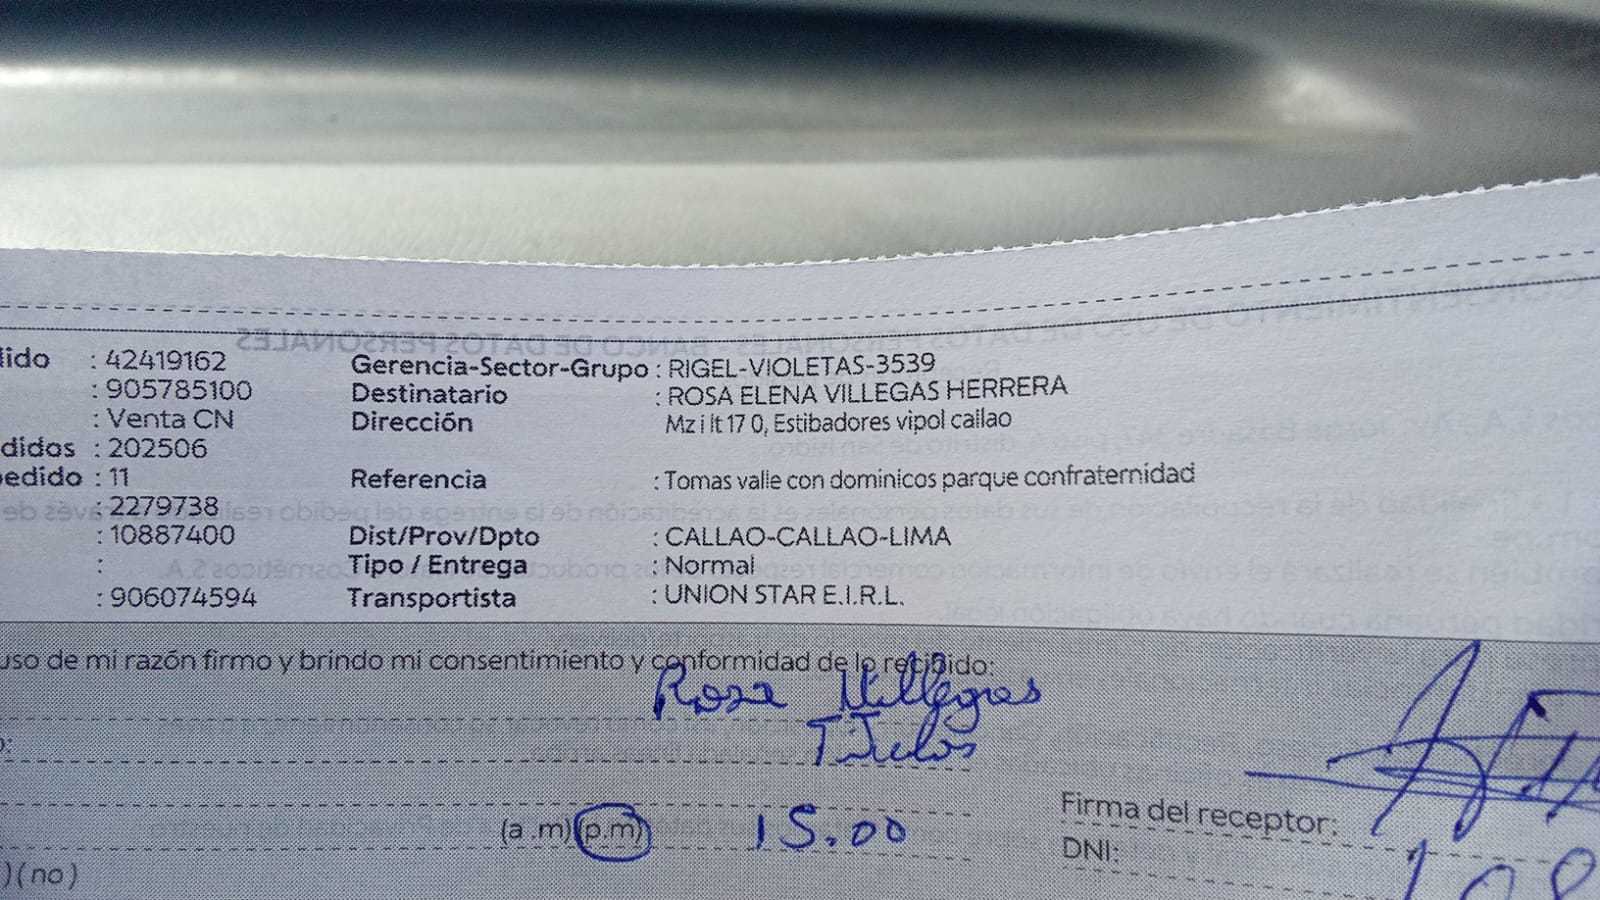 lido : 42419162 Gerencia-Sector-Grupo : RIGEL-VIOLETAS-3539
: 905785100 Destinatario : ROSA ELENA VILLEGAS HERRERA
: Venta CN Dirección Mz i lt 17 0, Estibadores vipol callao
didos : 202506
edido : 11 Referencia : Tomas valle con dominicos parque confraternidad
: 2279738
: 10887400 Dist/Prov/Dpto : CALLAO-CALLAO-LIMA
: Tipo / Entrega : Normal
: 906074594 Transportista : UNION STAR E.I.R.L.
uso de mi razón firmo y brindo mi consentimiento y conformidad de lo recibido:
Rosa Villegas
o: Titular
(a .m) (p.m) 15.00
Firma del receptor:
DNI: 108
) (no)